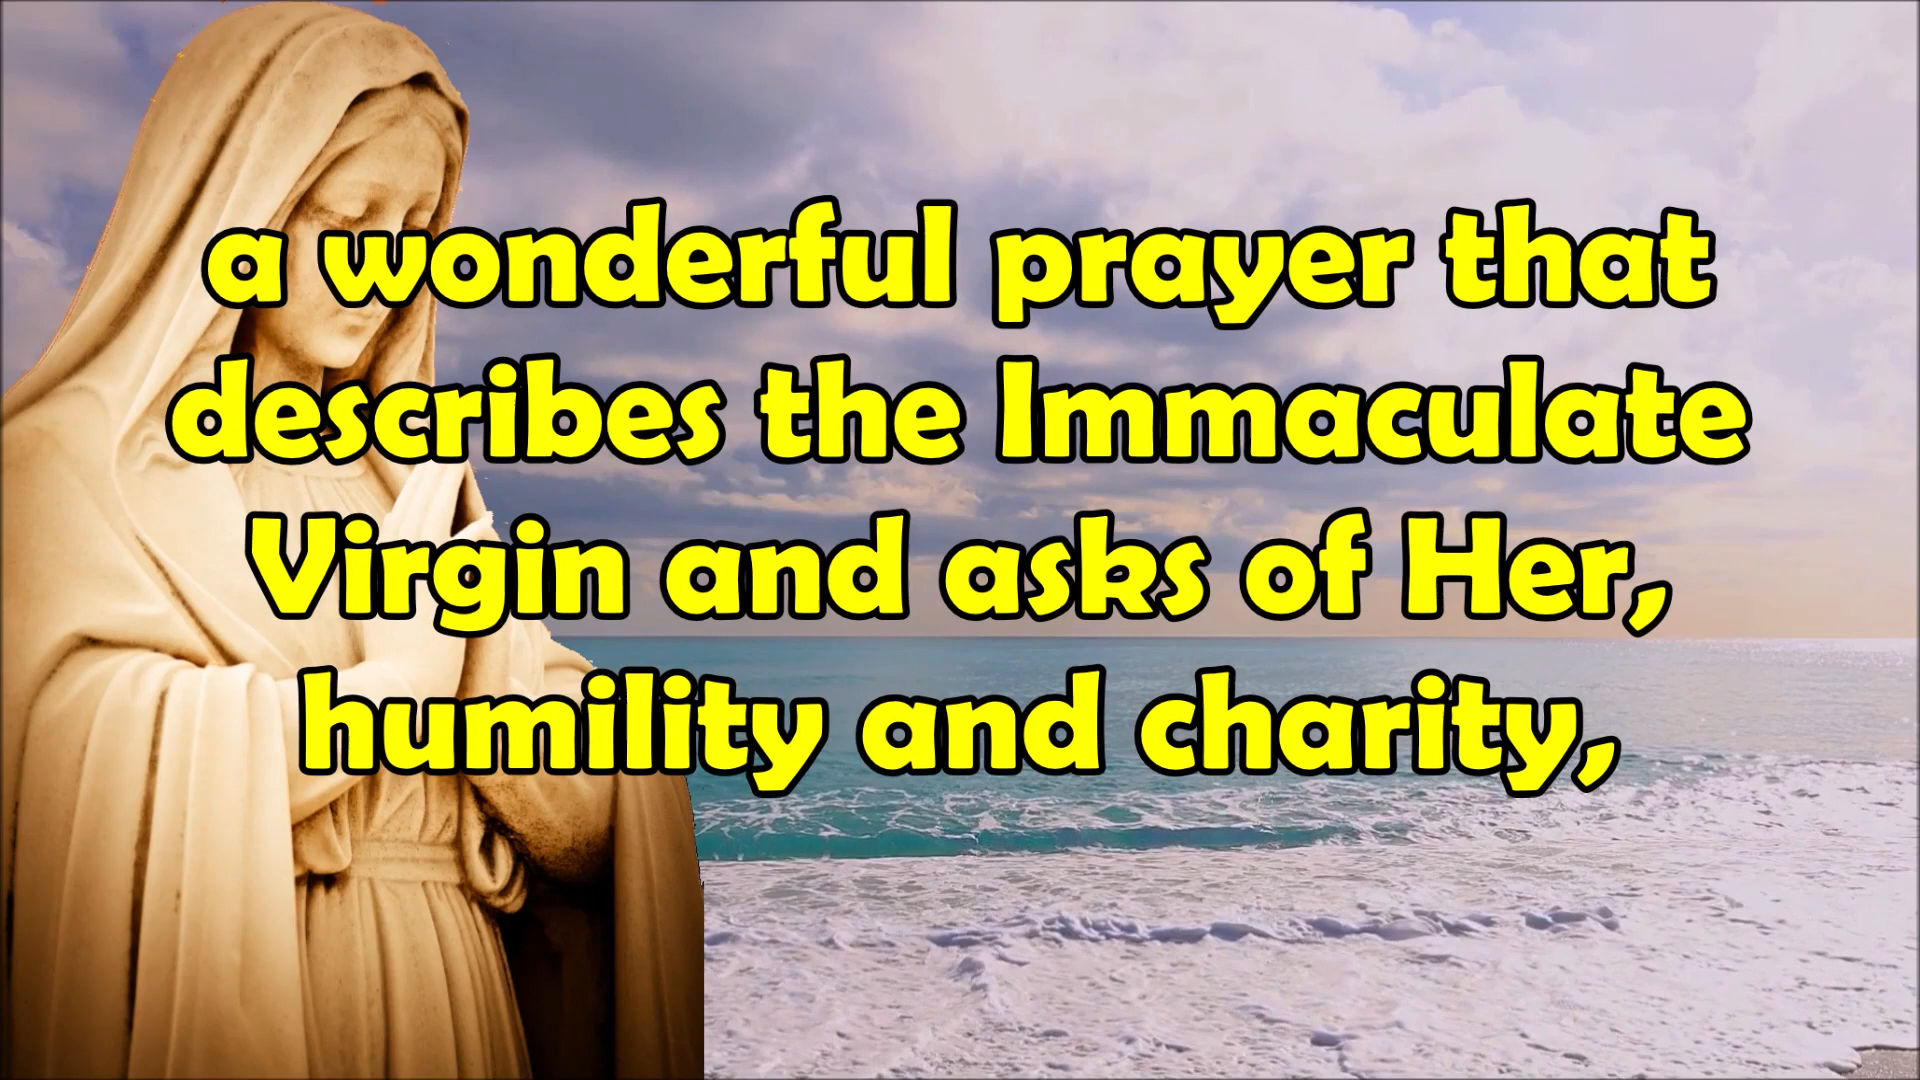 a wonderful prayer that
describes the Immaculate
Virgin and asks of Her,
humility and charity,